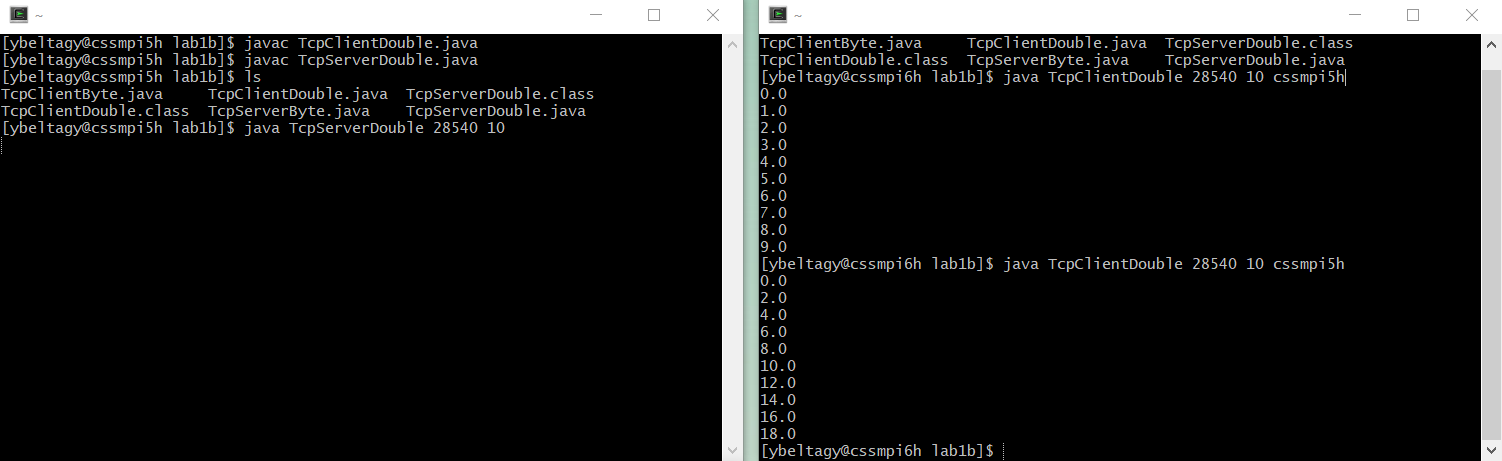 ~
[ybeltagy@cssmpi5h lab1b]$ javac TcpClientDouble.java
[ybeltagy@cssmpi5h lab1b]$ javac TcpServerDouble.java
[ybeltagy@cssmpi5h lab1b]$ ls
TcpClientByte.java     TcpClientDouble.java  TcpServerDouble.class
TcpClientDouble.class  TcpServerByte.java    TcpServerDouble.java
[ybeltagy@cssmpi5h lab1b]$ java TcpServerDouble 28540 10
~
TcpClientByte.java     TcpClientDouble.java  TcpServerDouble.class
TcpClientDouble.class  TcpServerByte.java    TcpServerDouble.java
[ybeltagy@cssmpi6h lab1b]$ java TcpClientDouble 28540 10 cssmpi5h
0.0
1.0
2.0
3.0
4.0
5.0
6.0
7.0
8.0
9.0
[ybeltagy@cssmpi6h lab1b]$ java TcpClientDouble 28540 10 cssmpi5h
0.0
2.0
4.0
6.0
8.0
10.0
12.0
14.0
16.0
18.0
[ybeltagy@cssmpi6h lab1b]$